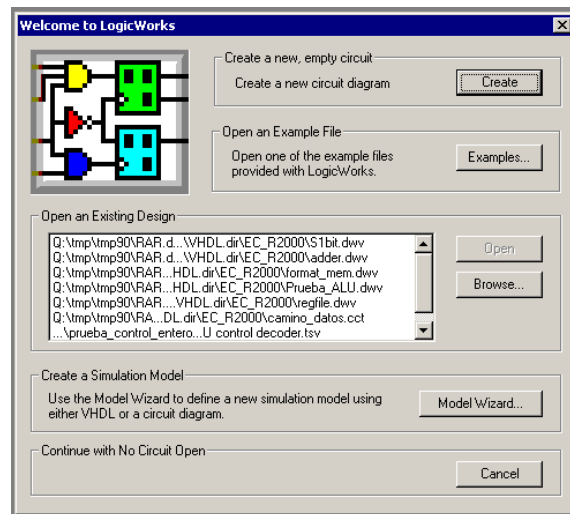 Welcome to LogicWorks
Create a new, empty circuit
Create a new circuit diagram
Create
Open an Example File
Open one of the example files
provided with LogicWorks.
Examples...
Open an Existing Design
Q:\tmp\tmp90\RAR.d...\VHDL.dir\EC_R2000\S1bit.dwv
Q:\tmp\tmp90\RAR.d...\VHDL.dir\EC_R2000\adder.dwv
Q:\tmp\tmp90\RAR...HDL.dir\EC_R2000\format_mem.dwv
Q:\tmp\tmp90\RAR...HDL.dir\EC_R2000\Prueba_ALU.dwv
Q:\tmp\tmp90\RAR....VHDL.dir\EC_R2000\regfile.dwv
Q:\tmp\tmp90\RA...DL.dir\EC_R2000\camino_datos.cct
...\prueba_control_entero...U control decoder.tsv
Open
Browse...
Create a Simulation Model
Use the Model Wizard to define a new simulation model using
either VHDL or a circuit diagram.
Model Wizard...
Continue with No Circuit Open
Cancel